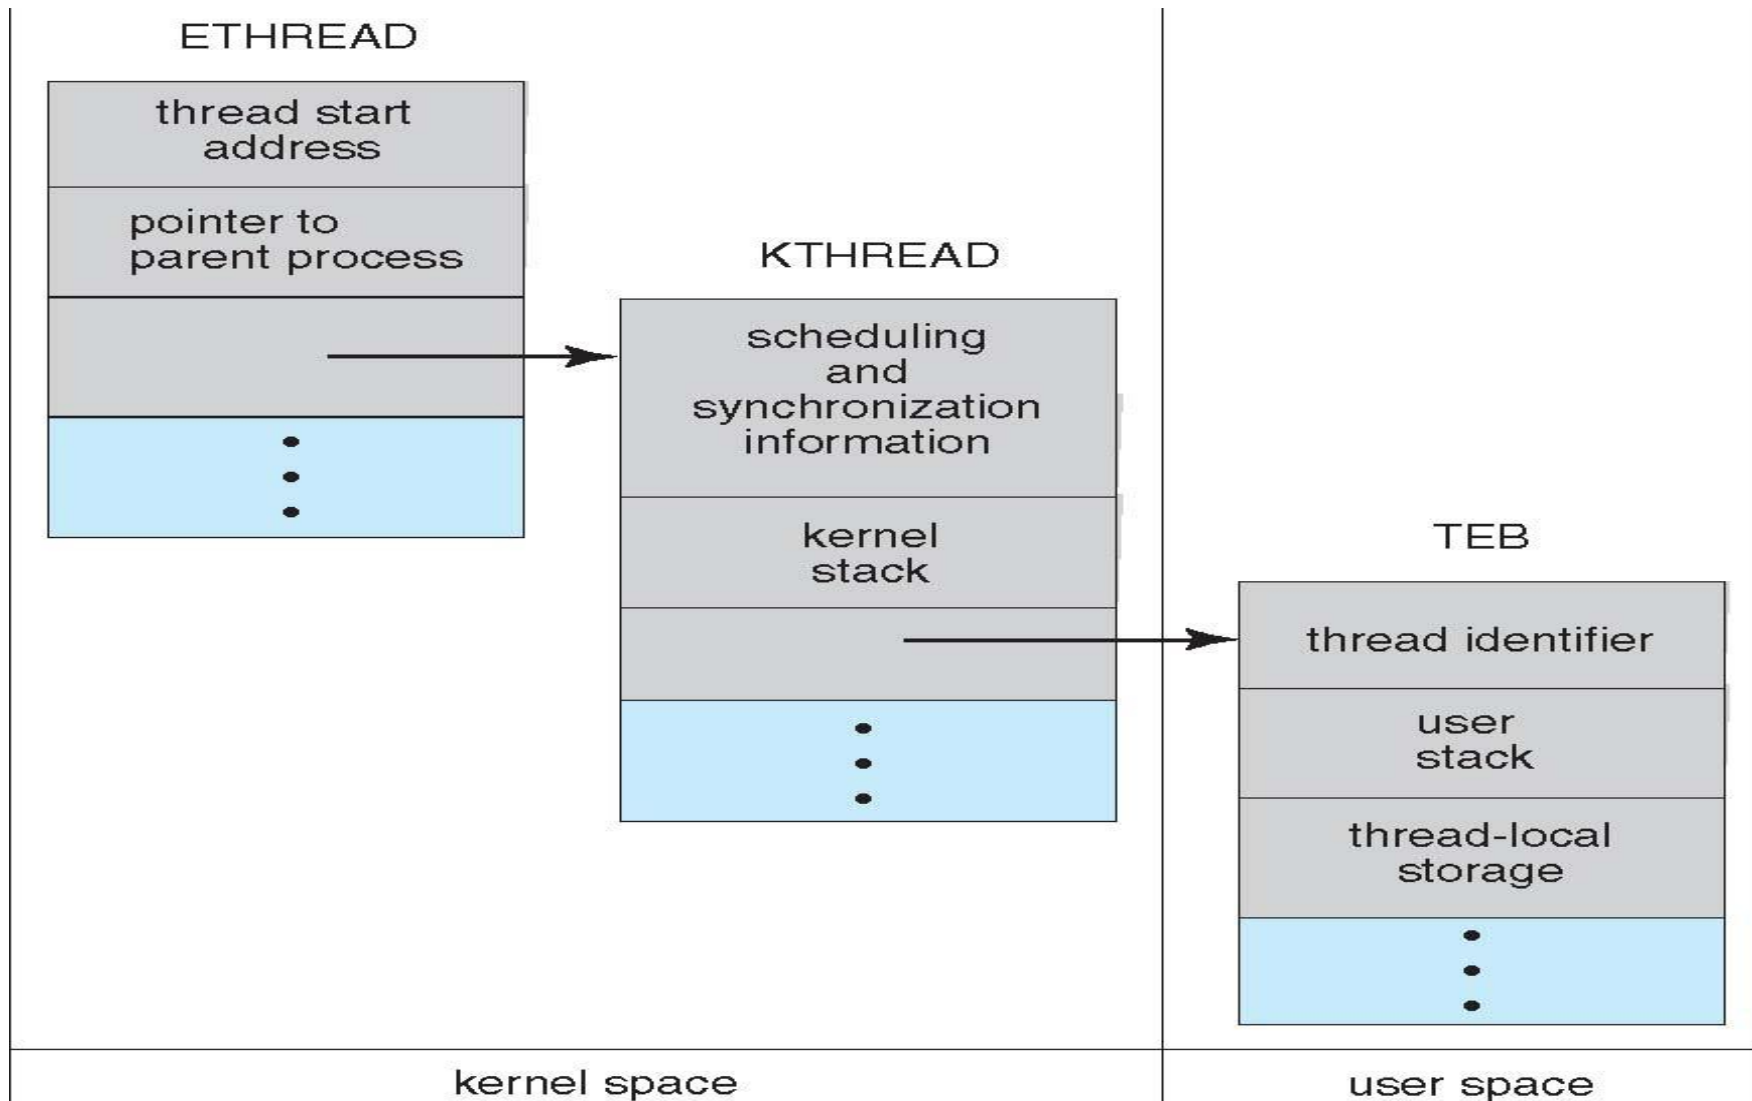 ETHREAD
thread start
address
pointer to
parent process
KTHREAD
scheduling
and
synchronization
information
kernel
stack
TEB
thread identifier
user
stack
thread-local
storage
kernel space
user space